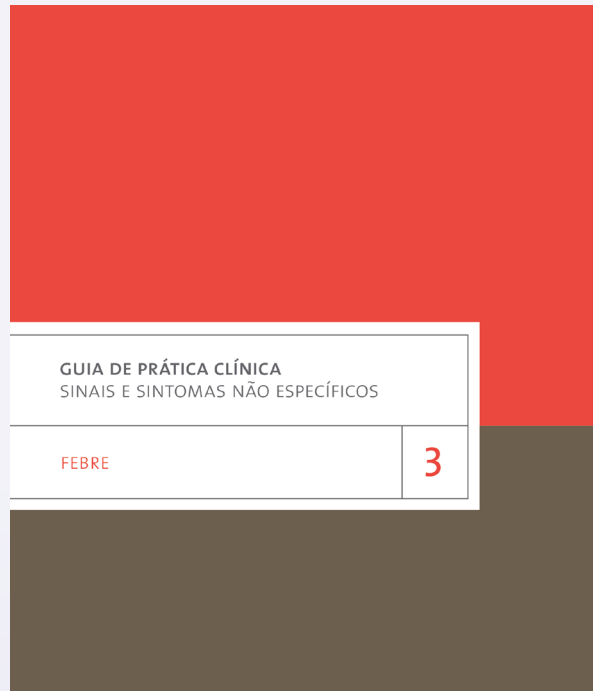 GUIA DE PRÁTICA CLÍNICA
SINAIS E SINTOMAS NÃO ESPECÍFICOS
FEBRE
3